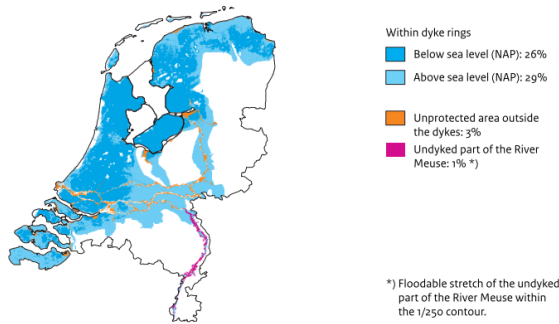 Within dyke rings
Below sea level (NAP): 26%
Above sea level (NAP): 29%
Unprotected area outside
the dykes: 3%
Undyked part of the River
Meuse: 1% *)
*) Floodable stretch of the undyked
part of the River Meuse within
the 1/250 contour.